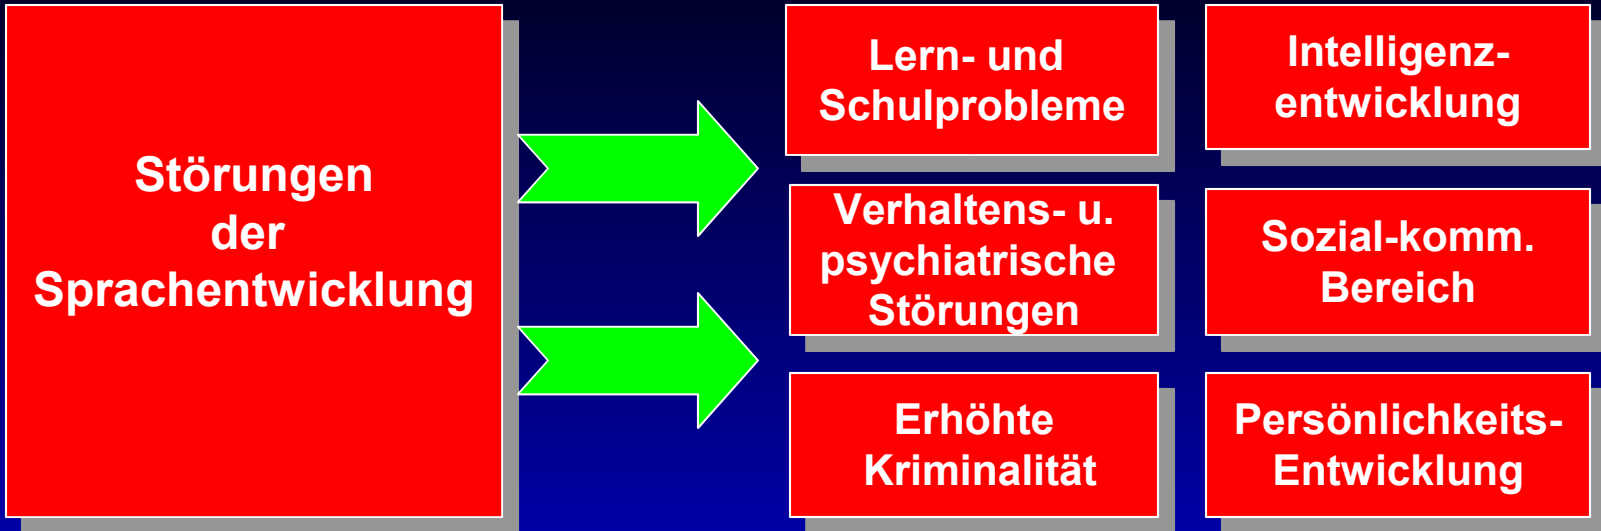 Störungen
der
Sprachentwicklung
Lern- und
Schulprobleme
Intelligenz-
entwicklung
Verhaltens- u.
psychiatrische
Störungen
Sozial-komm.
Bereich
Erhöhte
Kriminalität
Persönlichkeits-
Entwicklung